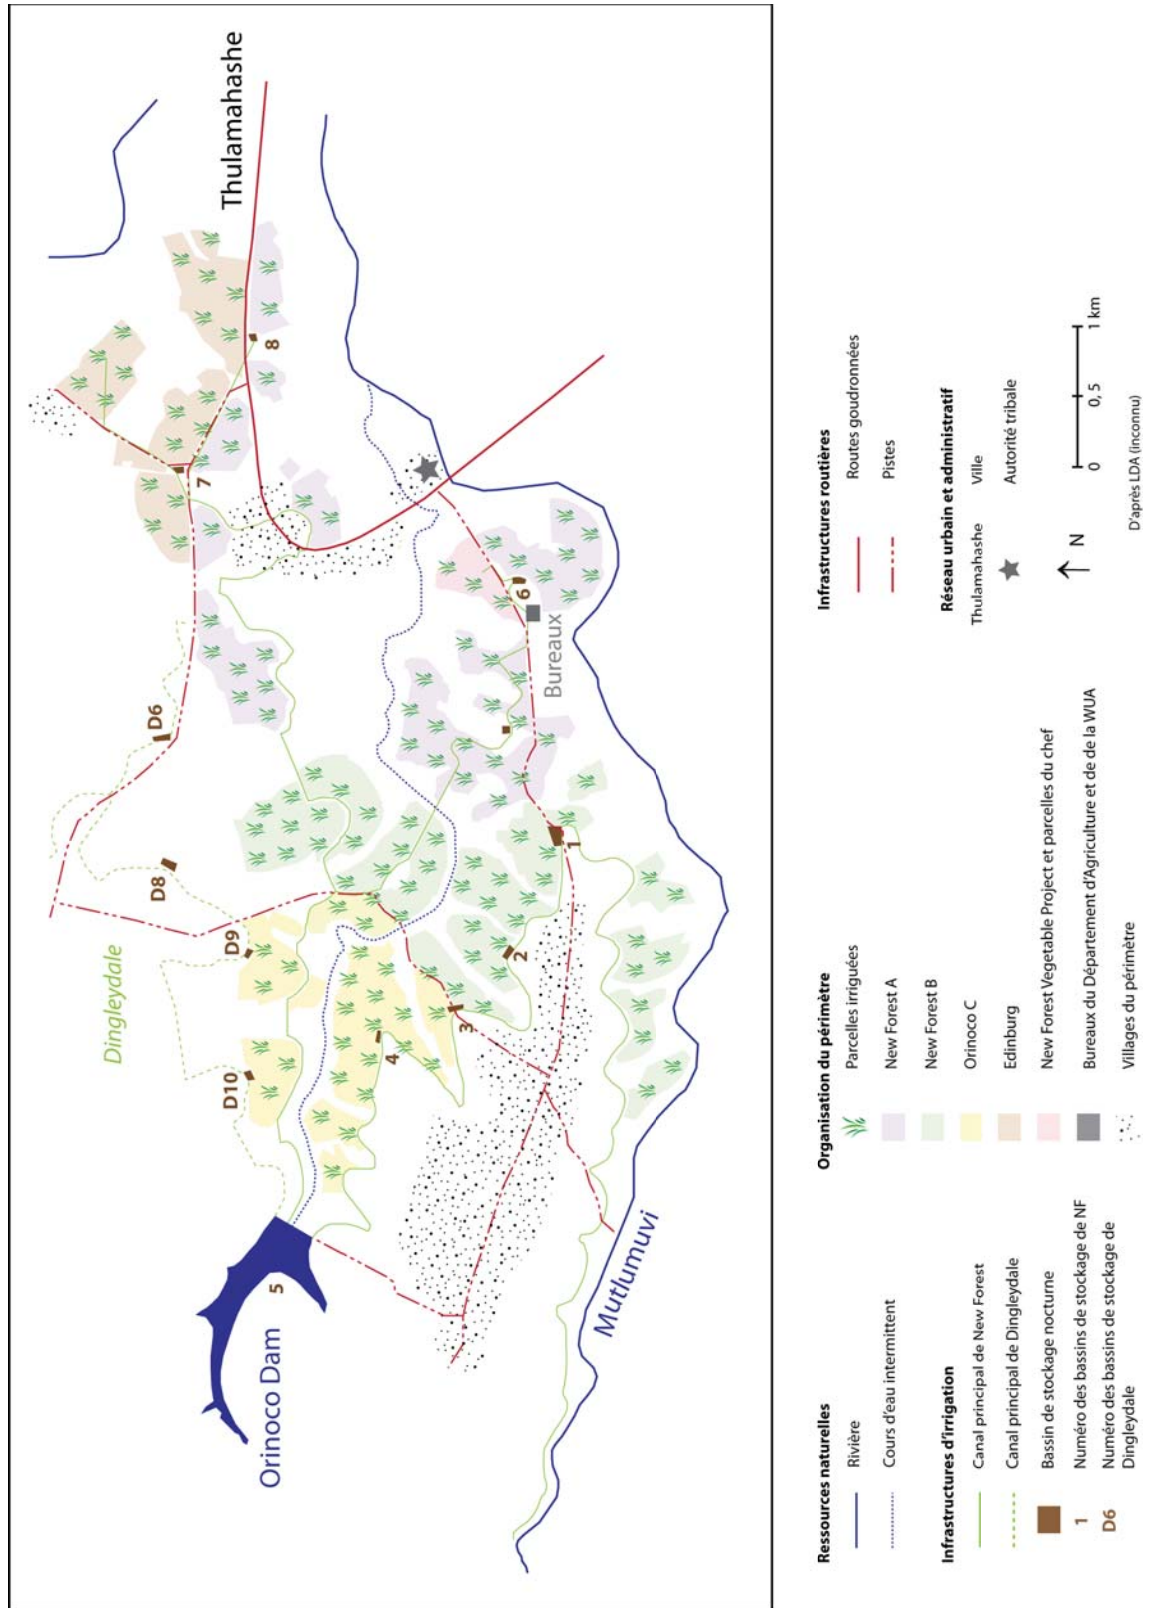 Thulamahashe
Dingleydale
D6
D8
D9
D10
7
8
6
Bureaux
1
2
3
4
5
Orinoco Dam
Mutlumuvi
Ressources naturelles
Rivière
Cours d'eau intermittent
Infrastructures d'irrigation
Canal principal de New Forest
Canal principal de Dingleydale
Bassin de stockage nocturne
1
Numéro des bassins de stockage de NF
D6
Numéro des bassins de stockage de
Dingleydale
Organisation du périmètre
Parcelles irriguées
New Forest A
New Forest B
Orinoco C
Edinburg
New Forest Vegetable Project et parcelles du chef
Bureaux du Département d'Agriculture et de la WUA
Villages du périmètre
Infrastructures routières
Routes goudronnées
Pistes
Réseau urbain et administratif
Thulamahashe Ville
Autorité tribale
N
0 0,5 1 km
D'après LDA (inconnu)